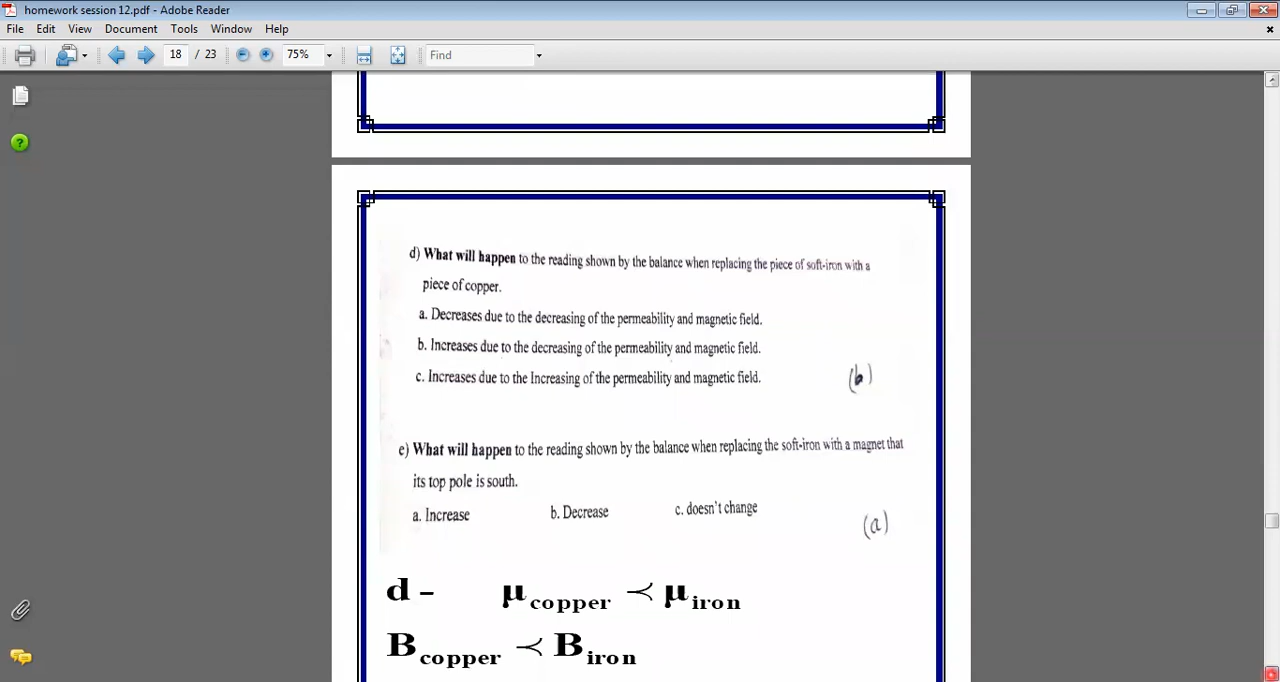 homework session 12.pdf - Adobe Reader
File Edit View Document Tools Window Help
18 / 23 75% Find
d) What will happen to the reading shown by the balance when replacing the piece of soft-iron with a
piece of copper.
a. Decreases due to the decreasing of the permeability and magnetic field.
b. Increases due to the decreasing of the permeability and magnetic field.
c. Increases due to the Increasing of the permeability and magnetic field.
(b)
e) What will happen to the reading shown by the balance when replacing the soft-iron with a magnet that
its top pole is south.
a. Increase b. Decrease c. doesn't change
(a)
d - μcopper ≺ μiron
Bcopper ≺ Biron